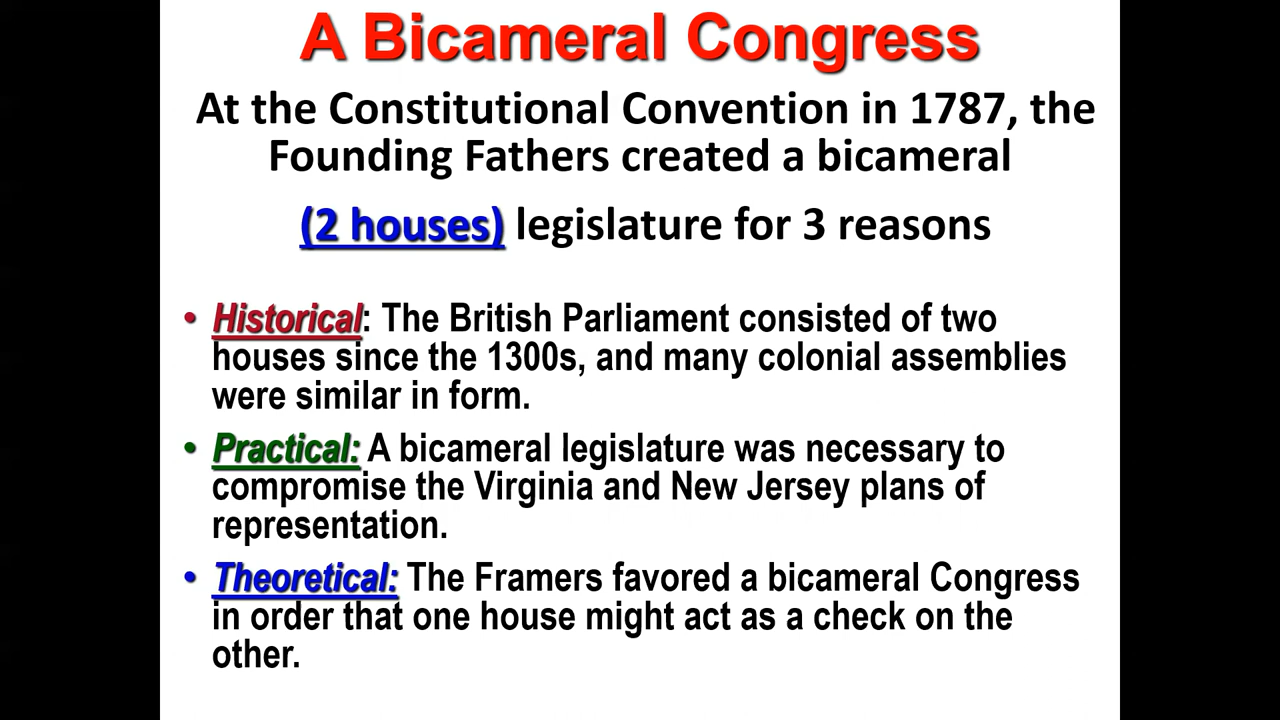 A Bicameral Congress
At the Constitutional Convention in 1787, the
Founding Fathers created a bicameral
(2 houses) legislature for 3 reasons
• Historical: The British Parliament consisted of two
houses since the 1300s, and many colonial assemblies
were similar in form.
• Practical: A bicameral legislature was necessary to
compromise the Virginia and New Jersey plans of
representation.
• Theoretical: The Framers favored a bicameral Congress
in order that one house might act as a check on the
other.